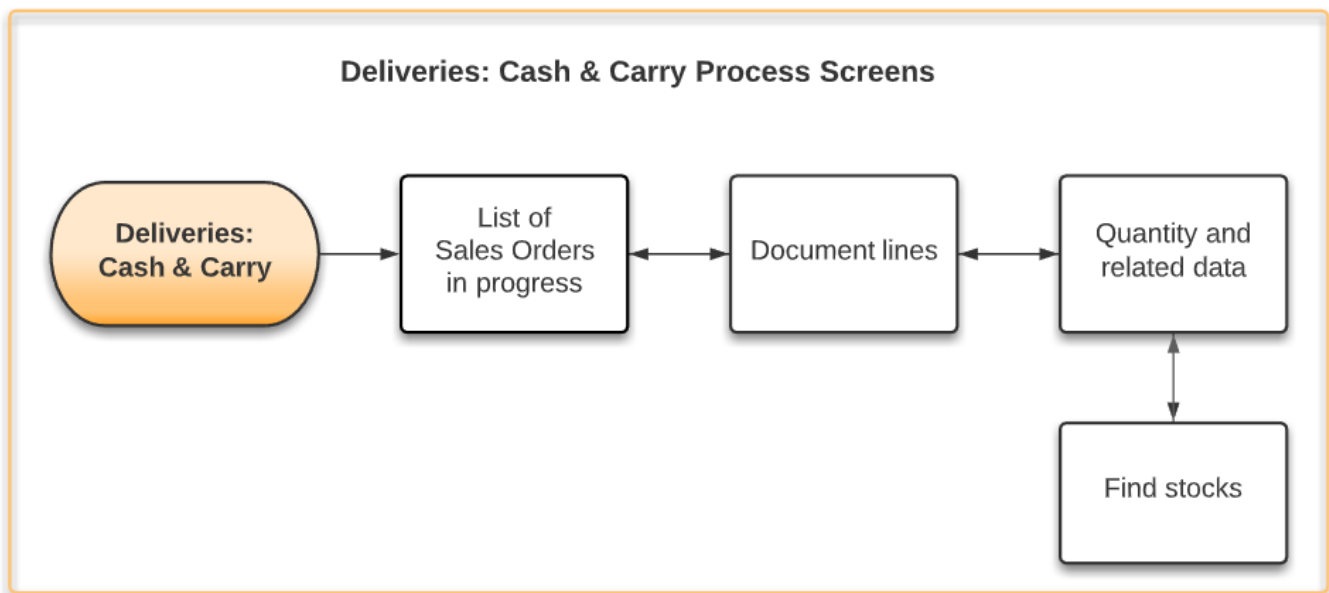 Deliveries: Cash & Carry Process Screens
Deliveries:
Cash & Carry
List of
Sales Orders
in progress
Document lines
Quantity and
related data
Find stocks